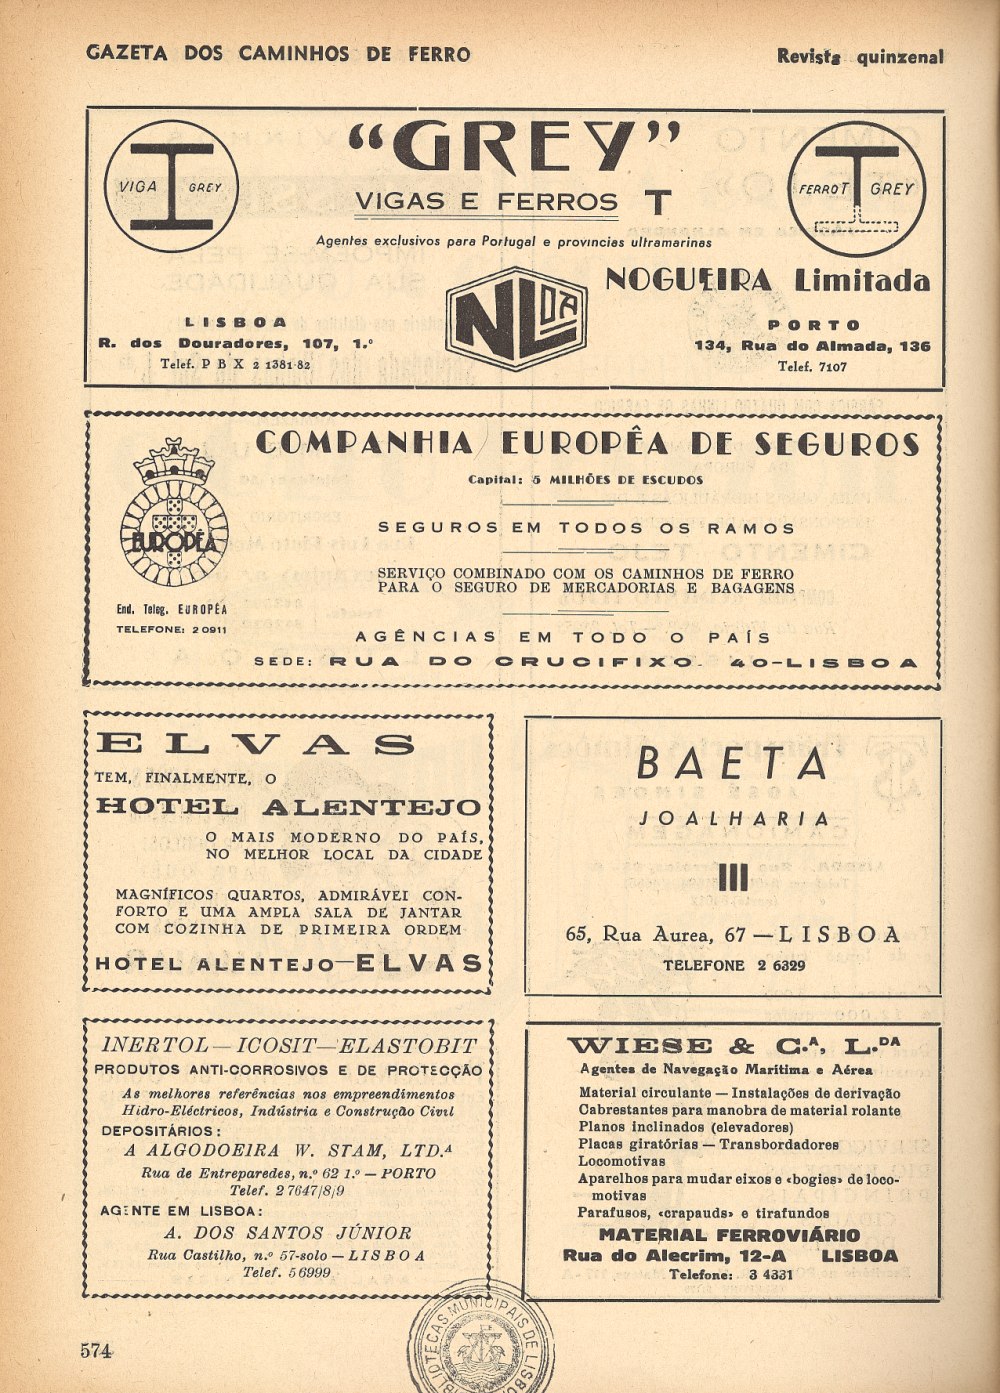 GAZETA DOS CAMINHOS DE FERRO
Revista quinzenal
VIGA GREY
"GREY"
VIGAS E FERROS T
FERRO T GREY
Agentes exclusivos para Portugal e provincias ultramarinas
NLDA
NOGUEIRA Limitada
LISBOA
R. dos Douradores, 107, 1.º
Telef. P B X 2 1381-82
PORTO
134, Rua do Almada, 136
Telef. 7107
COMPANHIA EUROPÊA DE SEGUROS
Capital: 5 MILHÕES DE ESCUDOS
EUROPÊA
SEGUROS EM TODOS OS RAMOS
SERVIÇO COMBINADO COM OS CAMINHOS DE FERRO
PARA O SEGURO DE MERCADORIAS E BAGAGENS
End. Teleg. EUROPÉA
TELEFONE: 2 0911
AGÊNCIAS EM TODO O PAÍS
SEDE: RUA DO CRUCIFIXO. 40-LISBOA
ELVAS
TEM, FINALMENTE, O
HOTEL ALENTEJO
O MAIS MODERNO DO PAÍS,
NO MELHOR LOCAL DA CIDADE
MAGNÍFICOS QUARTOS, ADMIRÁVEI CON-
FORTO E UMA AMPLA SALA DE JANTAR
COM COZINHA DE PRIMEIRA ORDEM
HOTEL ALENTEJO—ELVAS
BAETA
JOALHARIA
65, Rua Aurea, 67 — LISBOA
TELEFONE 2 6329
INERTOL — ICOSIT — ELASTOBIT
PRODUTOS ANTI-CORROSIVOS E DE PROTECÇÃO
As melhores referências nos empreendimentos
Hidro-Eléctricos, Indústria e Construção Civil
DEPOSITÁRIOS:
A ALGODOEIRA W. STAM, LTD.A
Rua de Entreparedes, n.º 62 1.º — PORTO
Telef. 27647/8/9
AGENTE EM LISBOA:
A. DOS SANTOS JÚNIOR
Rua Castilho, n.º 57-solo — LISBOA
Telef. 56999
WIESE & C.A, L.DA
Agentes de Navegação Marítima e Aérea
Material circulante — Instalações de derivação
Cabrestantes para manobra de material rolante
Planos inclinados (elevadores)
Placas giratórias — Transbordadores
Locomotivas
Aparelhos para mudar eixos e «bogies» de loco-
motivas
Parafusos, «crapauds» e tirafundos
MATERIAL FERROVIÁRIO
Rua do Alecrim, 12-A LISBOA
Telefone: 3 4331
574
BIBLIOTECAS MUNICIPAIS DE LISBOA